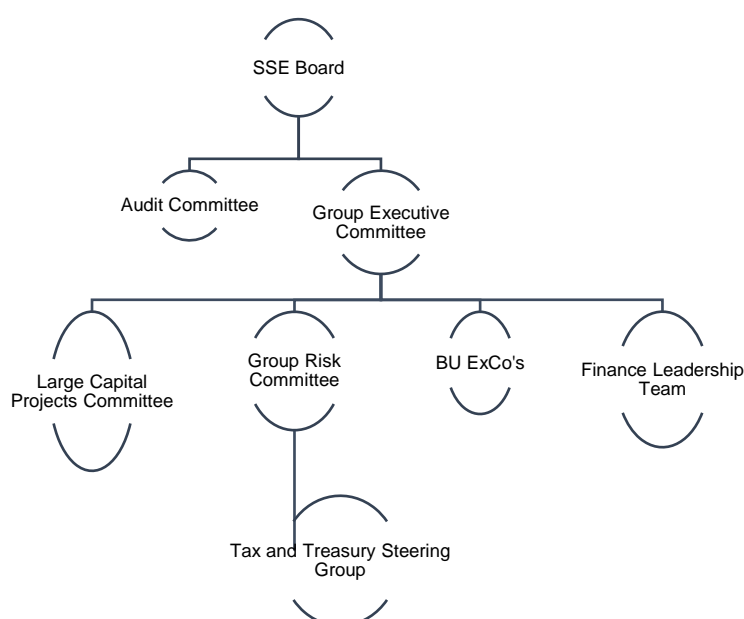 SSE Board
Audit Committee
Group Executive
Committee
Large Capital
Projects Committee
Group Risk
Committee
BU ExCo's
Finance Leadership
Team
Tax and Treasury Steering
Group